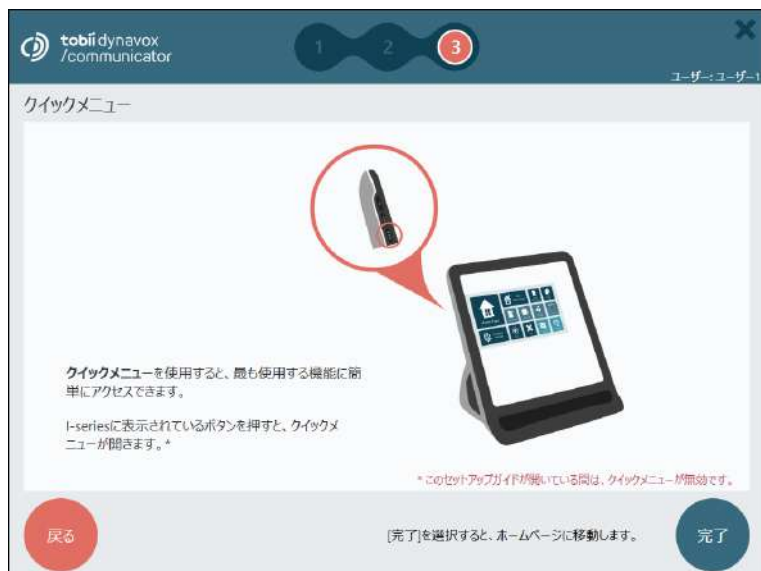 tobii dynavox
/communicator
1
2
3
ユーザー: ユーザー1
クイックメニュー
クイックメニューを使用すると、最も使用する機能に簡
単にアクセスできます。
I-seriesに表示されているボタンを押すと、クイックメ
ニューが開きます。*
* このセットアップガイドが開いている間は、クイックメニューが無効です。
戻る
[完了]を選択すると、ホームページに移動します。
完了